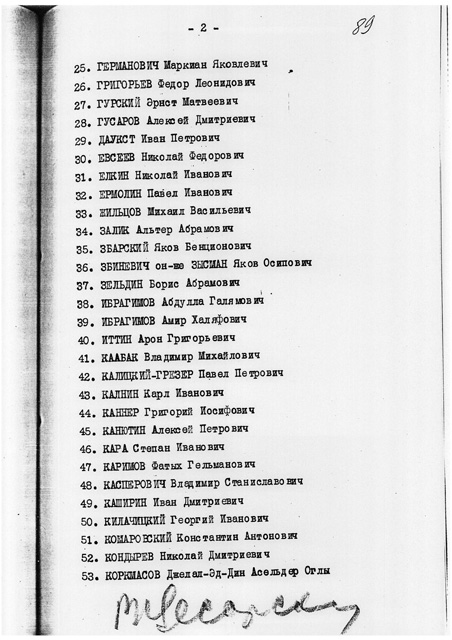 - 2 -
89
25. ГЕРМАНОВИЧ Маркиан Яковлевич
26. ГРИГОРЬЕВ Федор Леонидович
27. ГУРСКИЙ Эрнст Матвеевич
28. ГУСАРОВ Алексей Дмитриевич
29. ДАУКСТ Иван Петрович
30. ЕВСЕЕВ Николай Федорович
31. ЕЛКИН Николай Иванович
32. ЕРМОЛИН Павел Иванович
33. ЖИЛЬЦОВ Михаил Васильевич
34. ЗАЛИК Альтер Абрамович
35. ЗБАРСКИЙ Яков Бенционович
36. ЗБИНЕВИЧ он-же ЗЫСМАН Яков Осипович
37. ЗЕЛЬДИН Борис Абрамович
38. ИБРАГИМОВ Абдулла Галямович
39. ИБРАГИМОВ Амир Халяфович
40. ИТТИН Арон Григорьевич
41. КААБАК Владимир Михайлович
42. КАЛИЦКИЙ-ГРЕЗЕР Павел Петрович
43. КАЛНИН Карл Иванович
44. КАННЕР Григорий Иосифович
45. КАНЮТИН Алексей Петрович
46. КАРА Степан Иванович
47. КАРИМОВ Фатых Гельманович
48. КАСПЕРОВИЧ Владимир Станиславович
49. КАШИРИН Иван Дмитриевич
50. КИЛАЧИЦКИЙ Георгий Иванович
51. КОМАРОВСКИЙ Константин Антонович
52. КОНДЫРЕВ Николай Дмитриевич
53. КОРКМАСОВ Джелал-Эд-Дин Асельдер Оглы